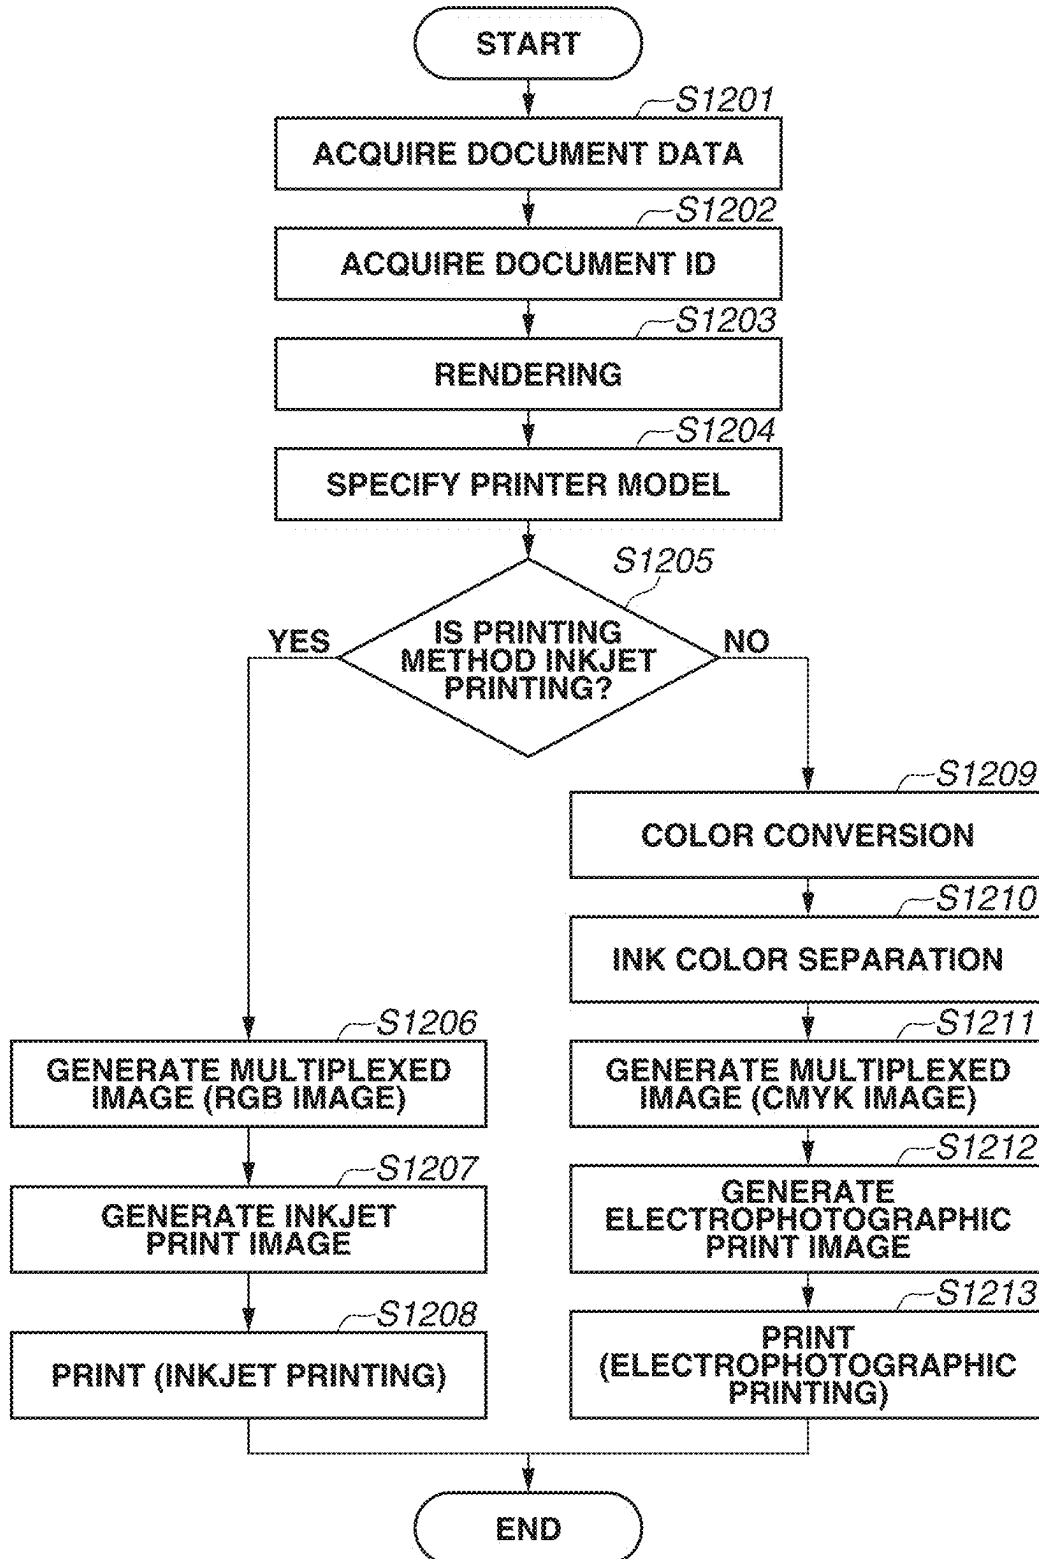 START
S1201
ACQUIRE DOCUMENT DATA
S1202
ACQUIRE DOCUMENT ID
S1203
RENDERING
S1204
SPECIFY PRINTER MODEL
S1205
IS PRINTING
METHOD INKJET
PRINTING?
YES
NO
S1206
GENERATE MULTIPLEXED
IMAGE (RGB IMAGE)
S1207
GENERATE INKJET
PRINT IMAGE
S1208
PRINT (INKJET PRINTING)
S1209
COLOR CONVERSION
S1210
INK COLOR SEPARATION
S1211
GENERATE MULTIPLEXED
IMAGE (CMYK IMAGE)
S1212
GENERATE
ELECTROPHOTOGRAPHIC
PRINT IMAGE
S1213
PRINT
(ELECTROPHOTOGRAPHIC
PRINTING)
END